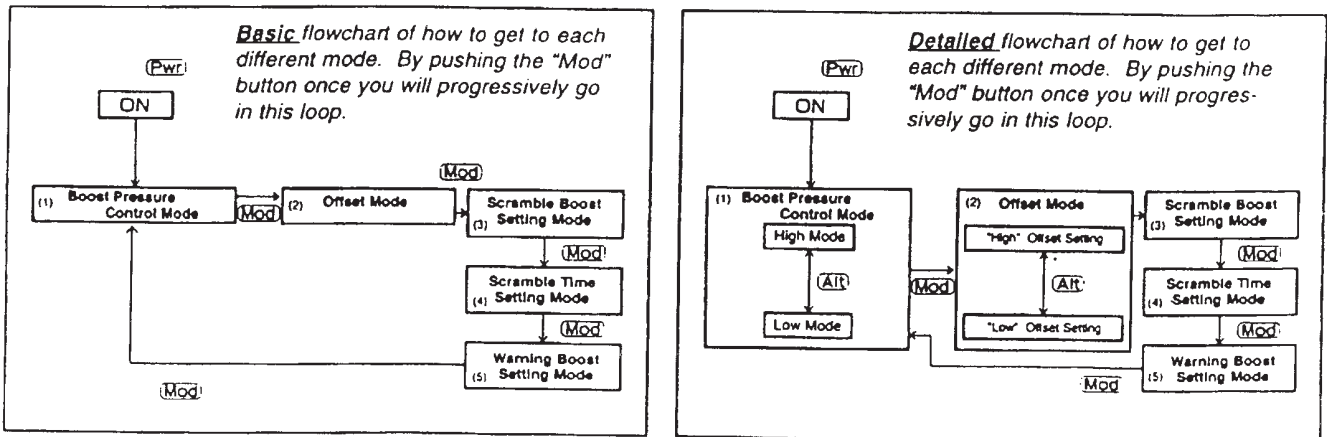 Basic flowchart of how to get to each
different mode. By pushing the "Mod"
button once you will progressively go
in this loop.
Pwr
ON
(1) Boost Pressure
Control Mode
Mod
(2) Offset Mode
Mod
Scramble Boost
(3) Setting Mode
Mod
Scramble Time
(4) Setting Mode
Mod
Warning Boost
(5) Setting Mode
Mod
Detailed flowchart of how to get to
each different mode. By pushing the
"Mod" button once you will progres-
sively go in this loop.
Pwr
ON
(1) Boost Pressure
Control Mode
High Mode
Alt
Low Mode
Mod
(2) Offset Mode
"High" Offset Setting
Alt
"Low" Offset Setting
Scramble Boost
(3) Setting Mode
Mod
Scramble Time
(4) Setting Mode
Mod
Warning Boost
(5) Setting Mode
Mod